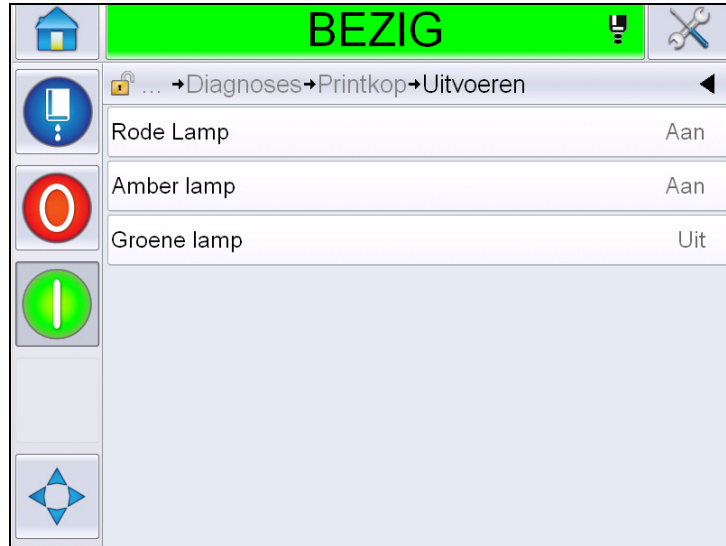 BEZIG
... →Diagnoses→Printkop→Uitvoeren
Rode Lamp Aan
Amber lamp Aan
Groene lamp Uit